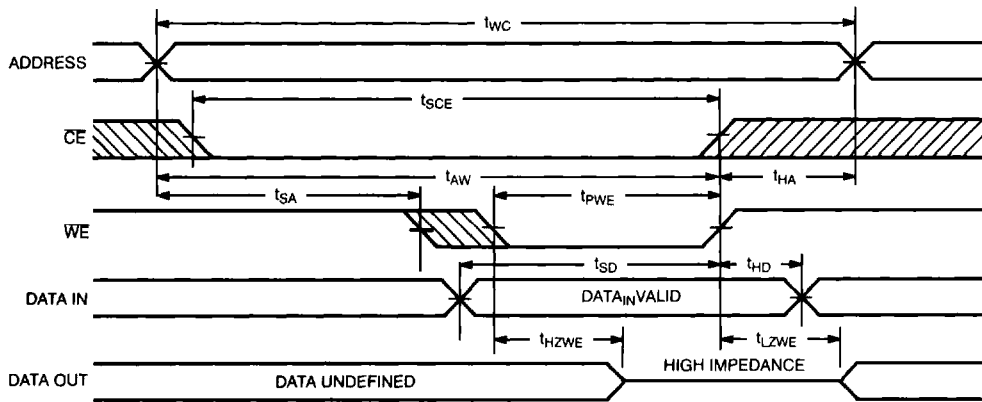 tWC
ADDRESS
tSCE
CE
tAW
tHA
tSA
tPWE
WE
tSD
tHD
DATA IN
DATAINVALID
tHZWE
tLZWE
HIGH IMPEDANCE
DATA OUT
DATA UNDEFINED